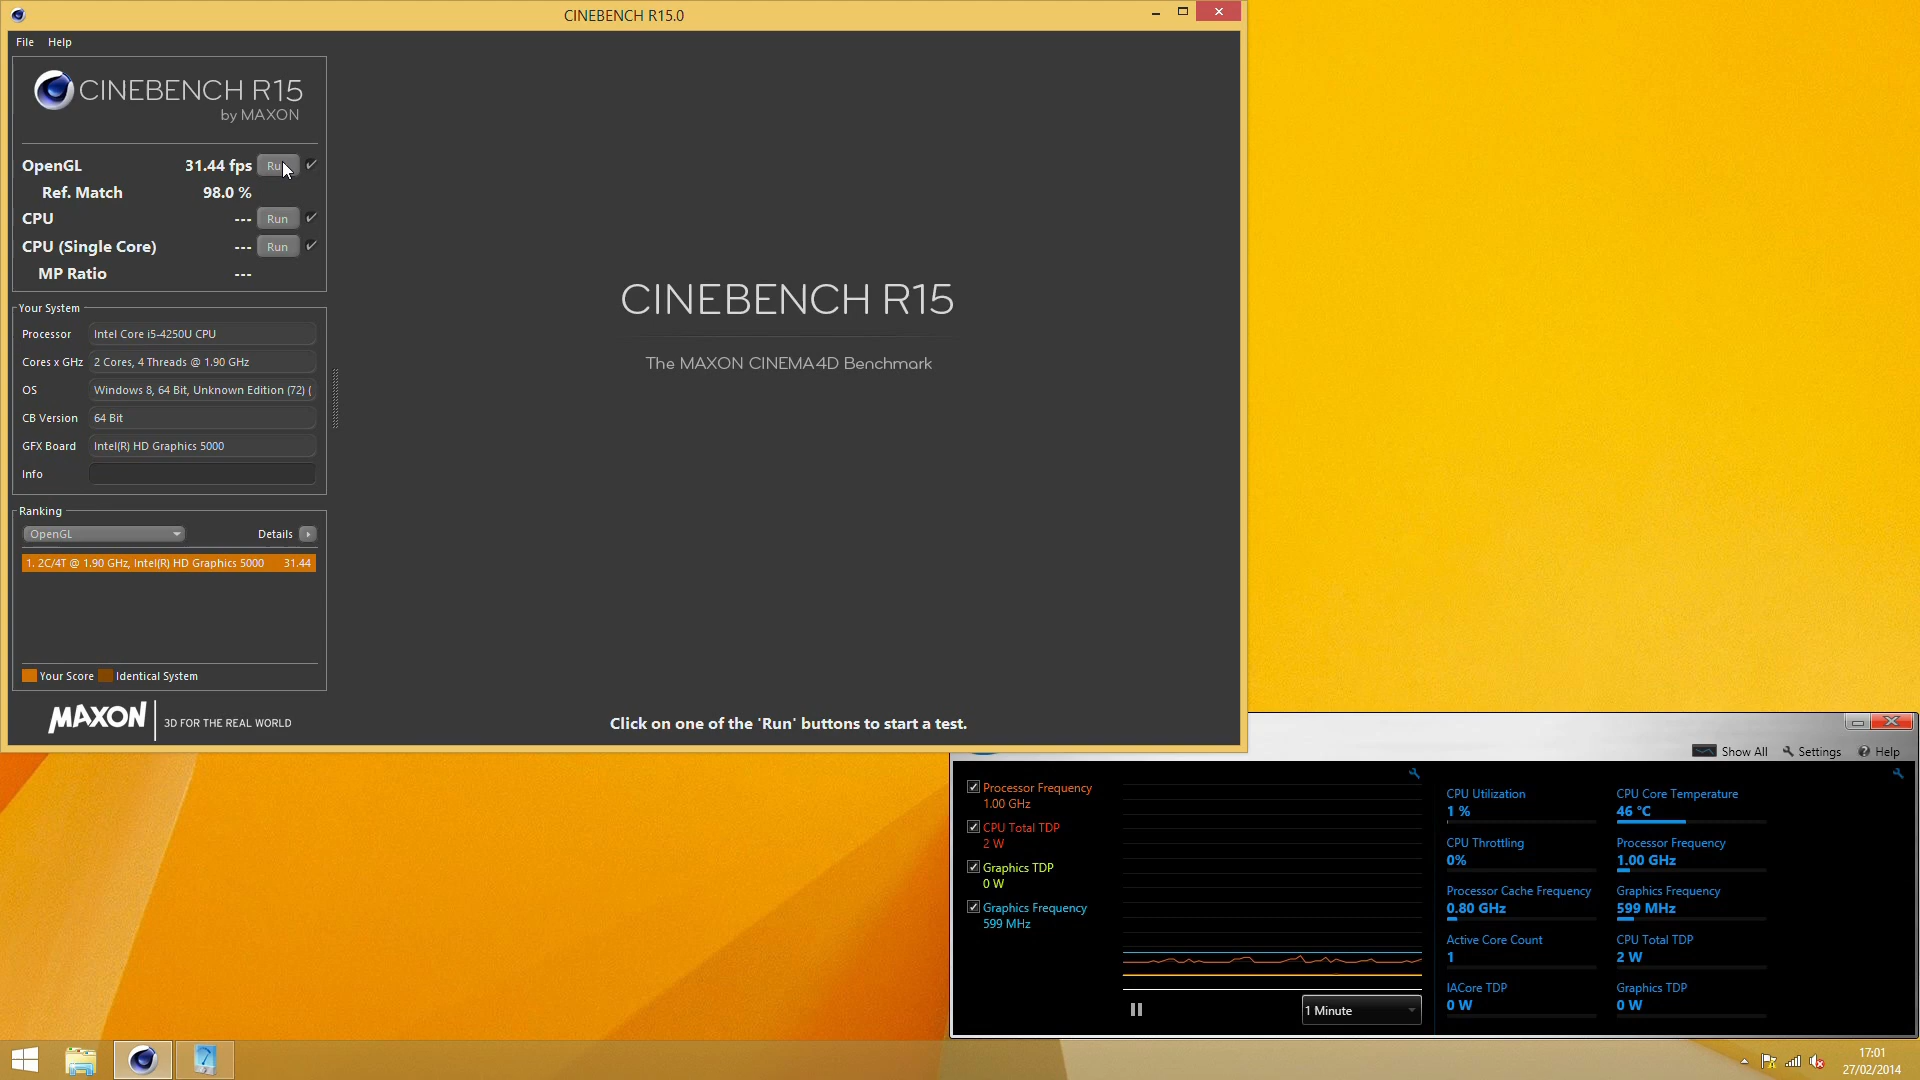 CINEBENCH R15.0
File Help
CINEBENCH R15
by MAXON
OpenGL 31.44 fps Run
Ref. Match 98.0 %
CPU --- Run
CPU (Single Core) --- Run
MP Ratio ---
Your System
Processor Intel Core i5-4250U CPU
Cores x GHz 2 Cores, 4 Threads @ 1.90 GHz
OS Windows 8, 64 Bit, Unknown Edition (72) (
CB Version 64 Bit
GFX Board Intel(R) HD Graphics 5000
Info
Ranking
OpenGL Details
1. 2C/4T @ 1.90 GHz, Intel(R) HD Graphics 5000 31.44
Your Score Identical System
MAXON 3D FOR THE REAL WORLD
CINEBENCH R15
The MAXON CINEMA4D Benchmark
Click on one of the 'Run' buttons to start a test.
Show All Settings Help
Processor Frequency
1.00 GHz
CPU Total TDP
2 W
Graphics TDP
0 W
Graphics Frequency
599 MHz
1 Minute
CPU Utilization CPU Core Temperature
1 % 46 °C
CPU Throttling Processor Frequency
0% 1.00 GHz
Processor Cache Frequency Graphics Frequency
0.80 GHz 599 MHz
Active Core Count CPU Total TDP
1 2 W
IACore TDP Graphics TDP
0 W 0 W
17:01
27/02/2014